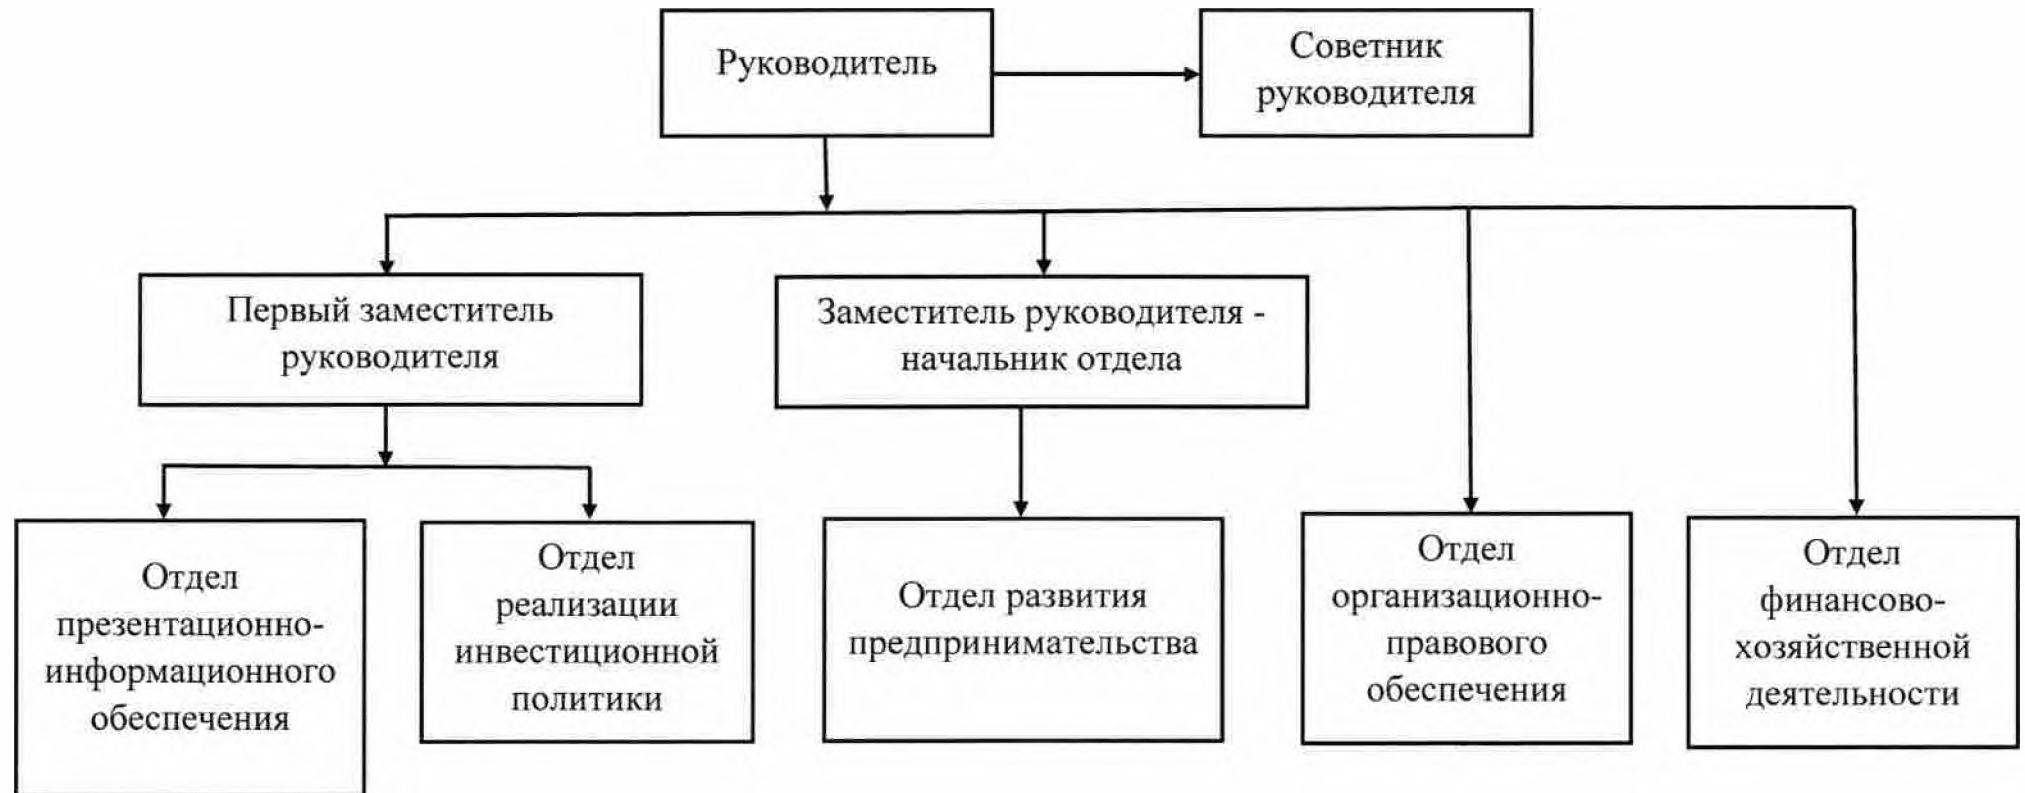 Руководитель
Советник
руководителя
Первый заместитель
руководителя
Заместитель руководителя -
начальник отдела
Отдел
презентационно-
информационного
обеспечения
Отдел
реализации
инвестиционной
политики
Отдел развития
предпринимательства
Отдел
организационно-
правового
обеспечения
Отдел
финансово-
хозяйственной
деятельности